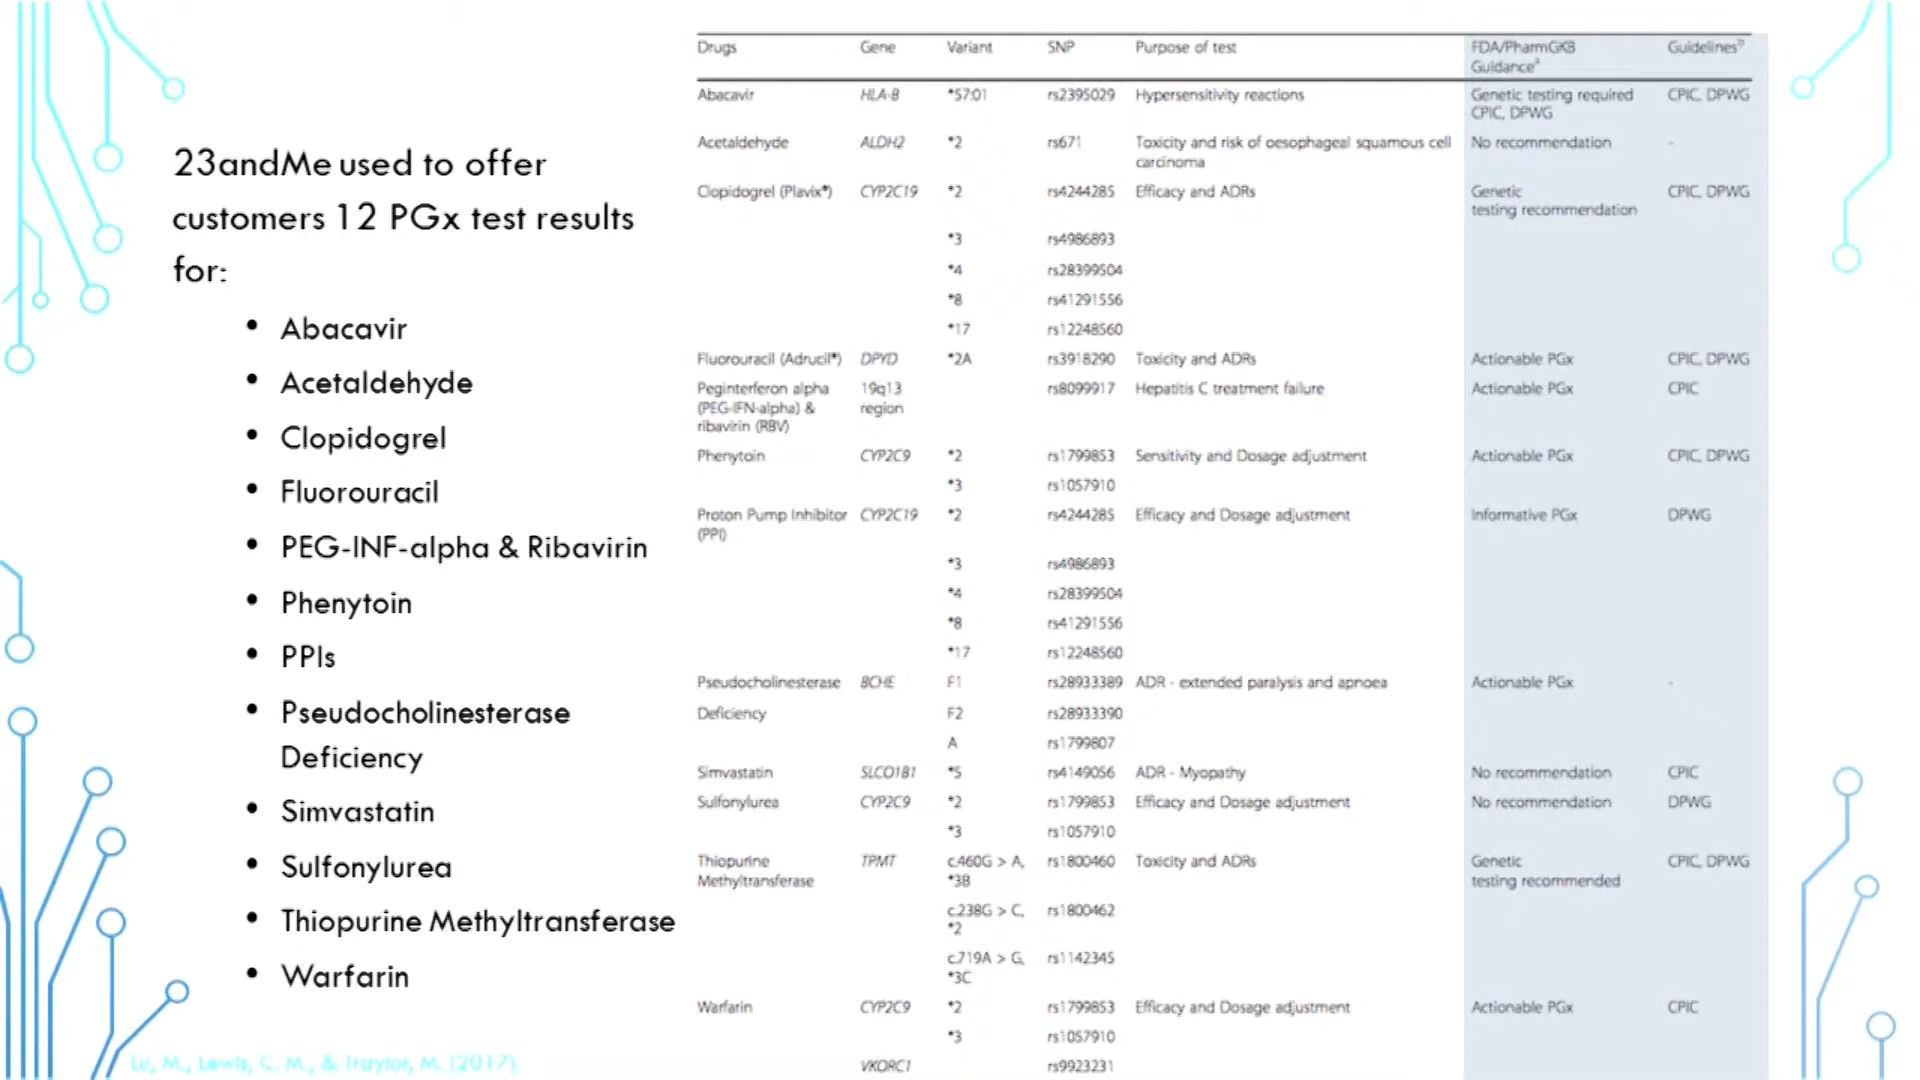 23andMe used to offer
customers 12 PGx test results
for:
• Abacavir
• Acetaldehyde
• Clopidogrel
• Fluorouracil
• PEG-INF-alpha & Ribavirin
• Phenytoin
• PPIs
• Pseudocholinesterase
Deficiency
• Simvastatin
• Sulfonylurea
• Thiopurine Methyltransferase
• Warfarin
Lu, M., Lewis, C. M., & Traylor, M. (2017).
Drugs Gene Variant SNP Purpose of test FDA/PharmGKB Guidelines^b
Guidance^a
Abacavir HLA-B *57:01 rs2395029 Hypersensitivity reactions Genetic testing required CPIC, DPWG
CPIC, DPWG
Acetaldehyde ALDH2 *2 rs671 Toxicity and risk of oesophageal squamous cell No recommendation -
carcinoma
Clopidogrel (Plavix®) CYP2C19 *2 rs4244285 Efficacy and ADRs Genetic CPIC, DPWG
testing recommendation
*3 rs4986893
*4 rs28399504
*8 rs41291556
*17 rs12248560
Fluorouracil (Adrucil®) DPYD *2A rs3918290 Toxicity and ADRs Actionable PGx CPIC, DPWG
Peginterferon alpha 19q13 rs8099917 Hepatitis C treatment failure Actionable PGx CPIC
(PEG-IFN-alpha) & region
ribavirin (RBV)
Phenytoin CYP2C9 *2 rs1799853 Sensitivity and Dosage adjustment Actionable PGx CPIC, DPWG
*3 rs1057910
Proton Pump Inhibitor CYP2C19 *2 rs4244285 Efficacy and Dosage adjustment Informative PGx DPWG
(PPI)
*3 rs4986893
*4 rs28399504
*8 rs41291556
*17 rs12248560
Pseudocholinesterase BCHE F1 rs28933389 ADR - extended paralysis and apnoea Actionable PGx -
Deficiency F2 rs28933390
A rs1799807
Simvastatin SLCO1B1 *5 rs4149056 ADR - Myopathy No recommendation CPIC
Sulfonylurea CYP2C9 *2 rs1799853 Efficacy and Dosage adjustment No recommendation DPWG
*3 rs1057910
Thiopurine TPMT c.460G > A, rs1800460 Toxicity and ADRs Genetic CPIC, DPWG
Methyltransferase *3B testing recommended
c.238G > C, rs1800462
*2
c.719A > G, rs1142345
*3C
Warfarin CYP2C9 *2 rs1799853 Efficacy and Dosage adjustment Actionable PGx CPIC
*3 rs1057910
VKORC1 rs9923231